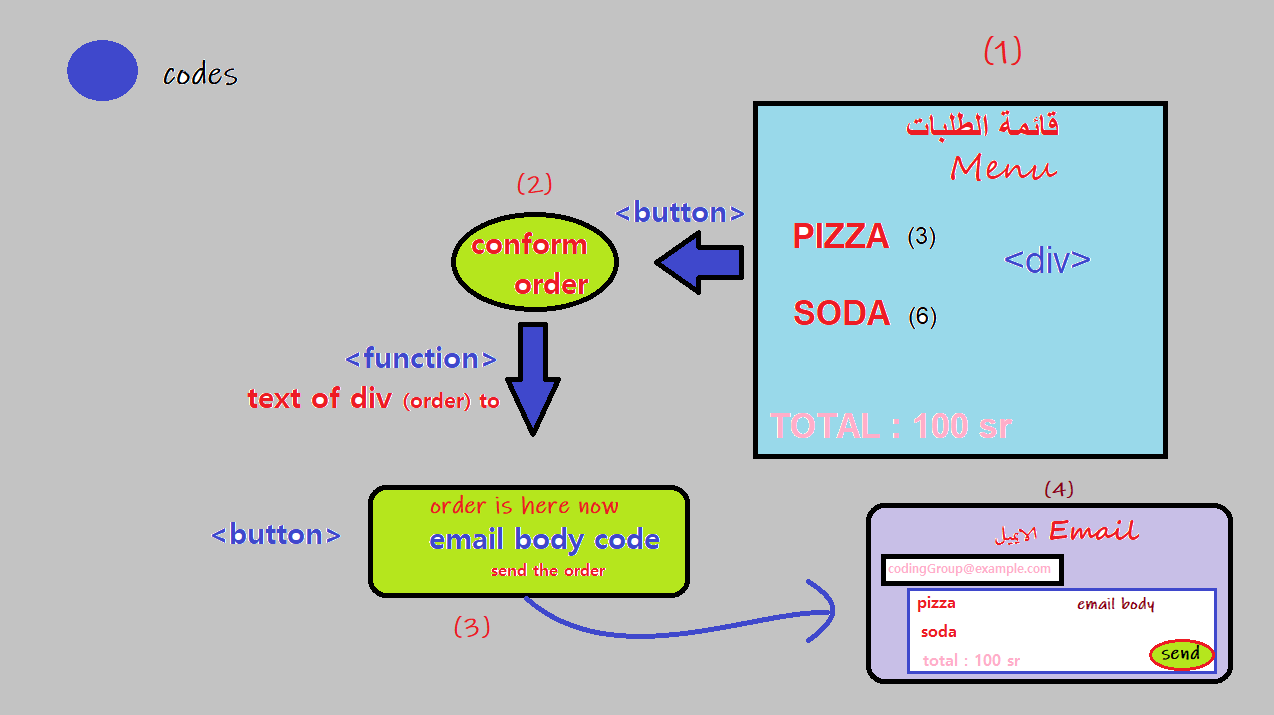 codes
(1)
قائمة الطلبات
Menu
PIZZA (3)
<div>
SODA (6)
TOTAL : 100 sr
<button>
(2)
conform
order
<function>
text of div (order) to
<button>
order is here now
email body code
send the order
(3)
(4)
الايميل Email
codingGroup@example.com
pizza
email body
soda
total : 100 sr
send